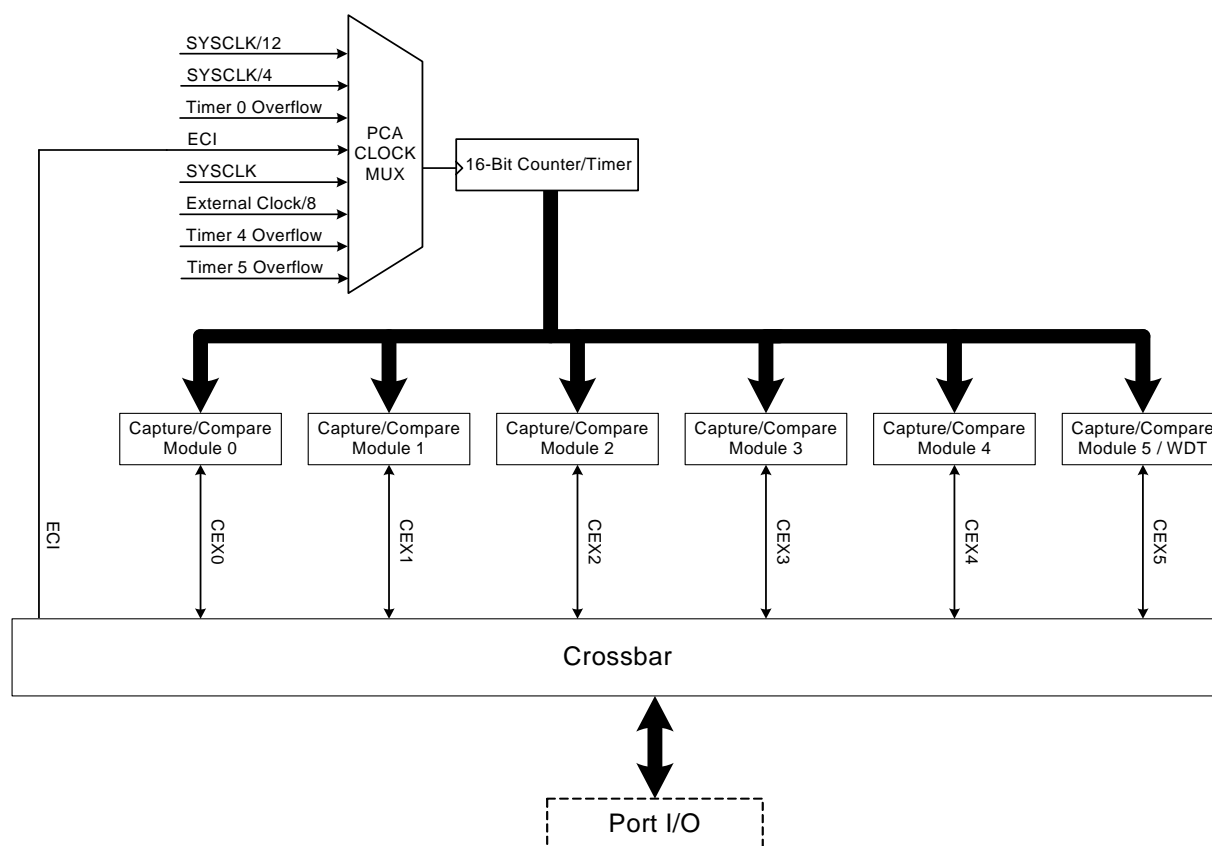 SYSCLK/12
SYSCLK/4
Timer 0 Overflow
ECI
SYSCLK
External Clock/8
Timer 4 Overflow
Timer 5 Overflow
PCA
CLOCK
MUX
16-Bit Counter/Timer
Capture/Compare
Module 0
Capture/Compare
Module 1
Capture/Compare
Module 2
Capture/Compare
Module 3
Capture/Compare
Module 4
Capture/Compare
Module 5 / WDT
ECI
CEX0
CEX1
CEX2
CEX3
CEX4
CEX5
Crossbar
Port I/O